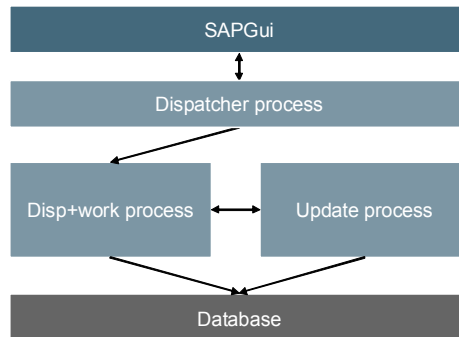 SAPGui
Dispatcher process
Disp+work process
Update process
Database